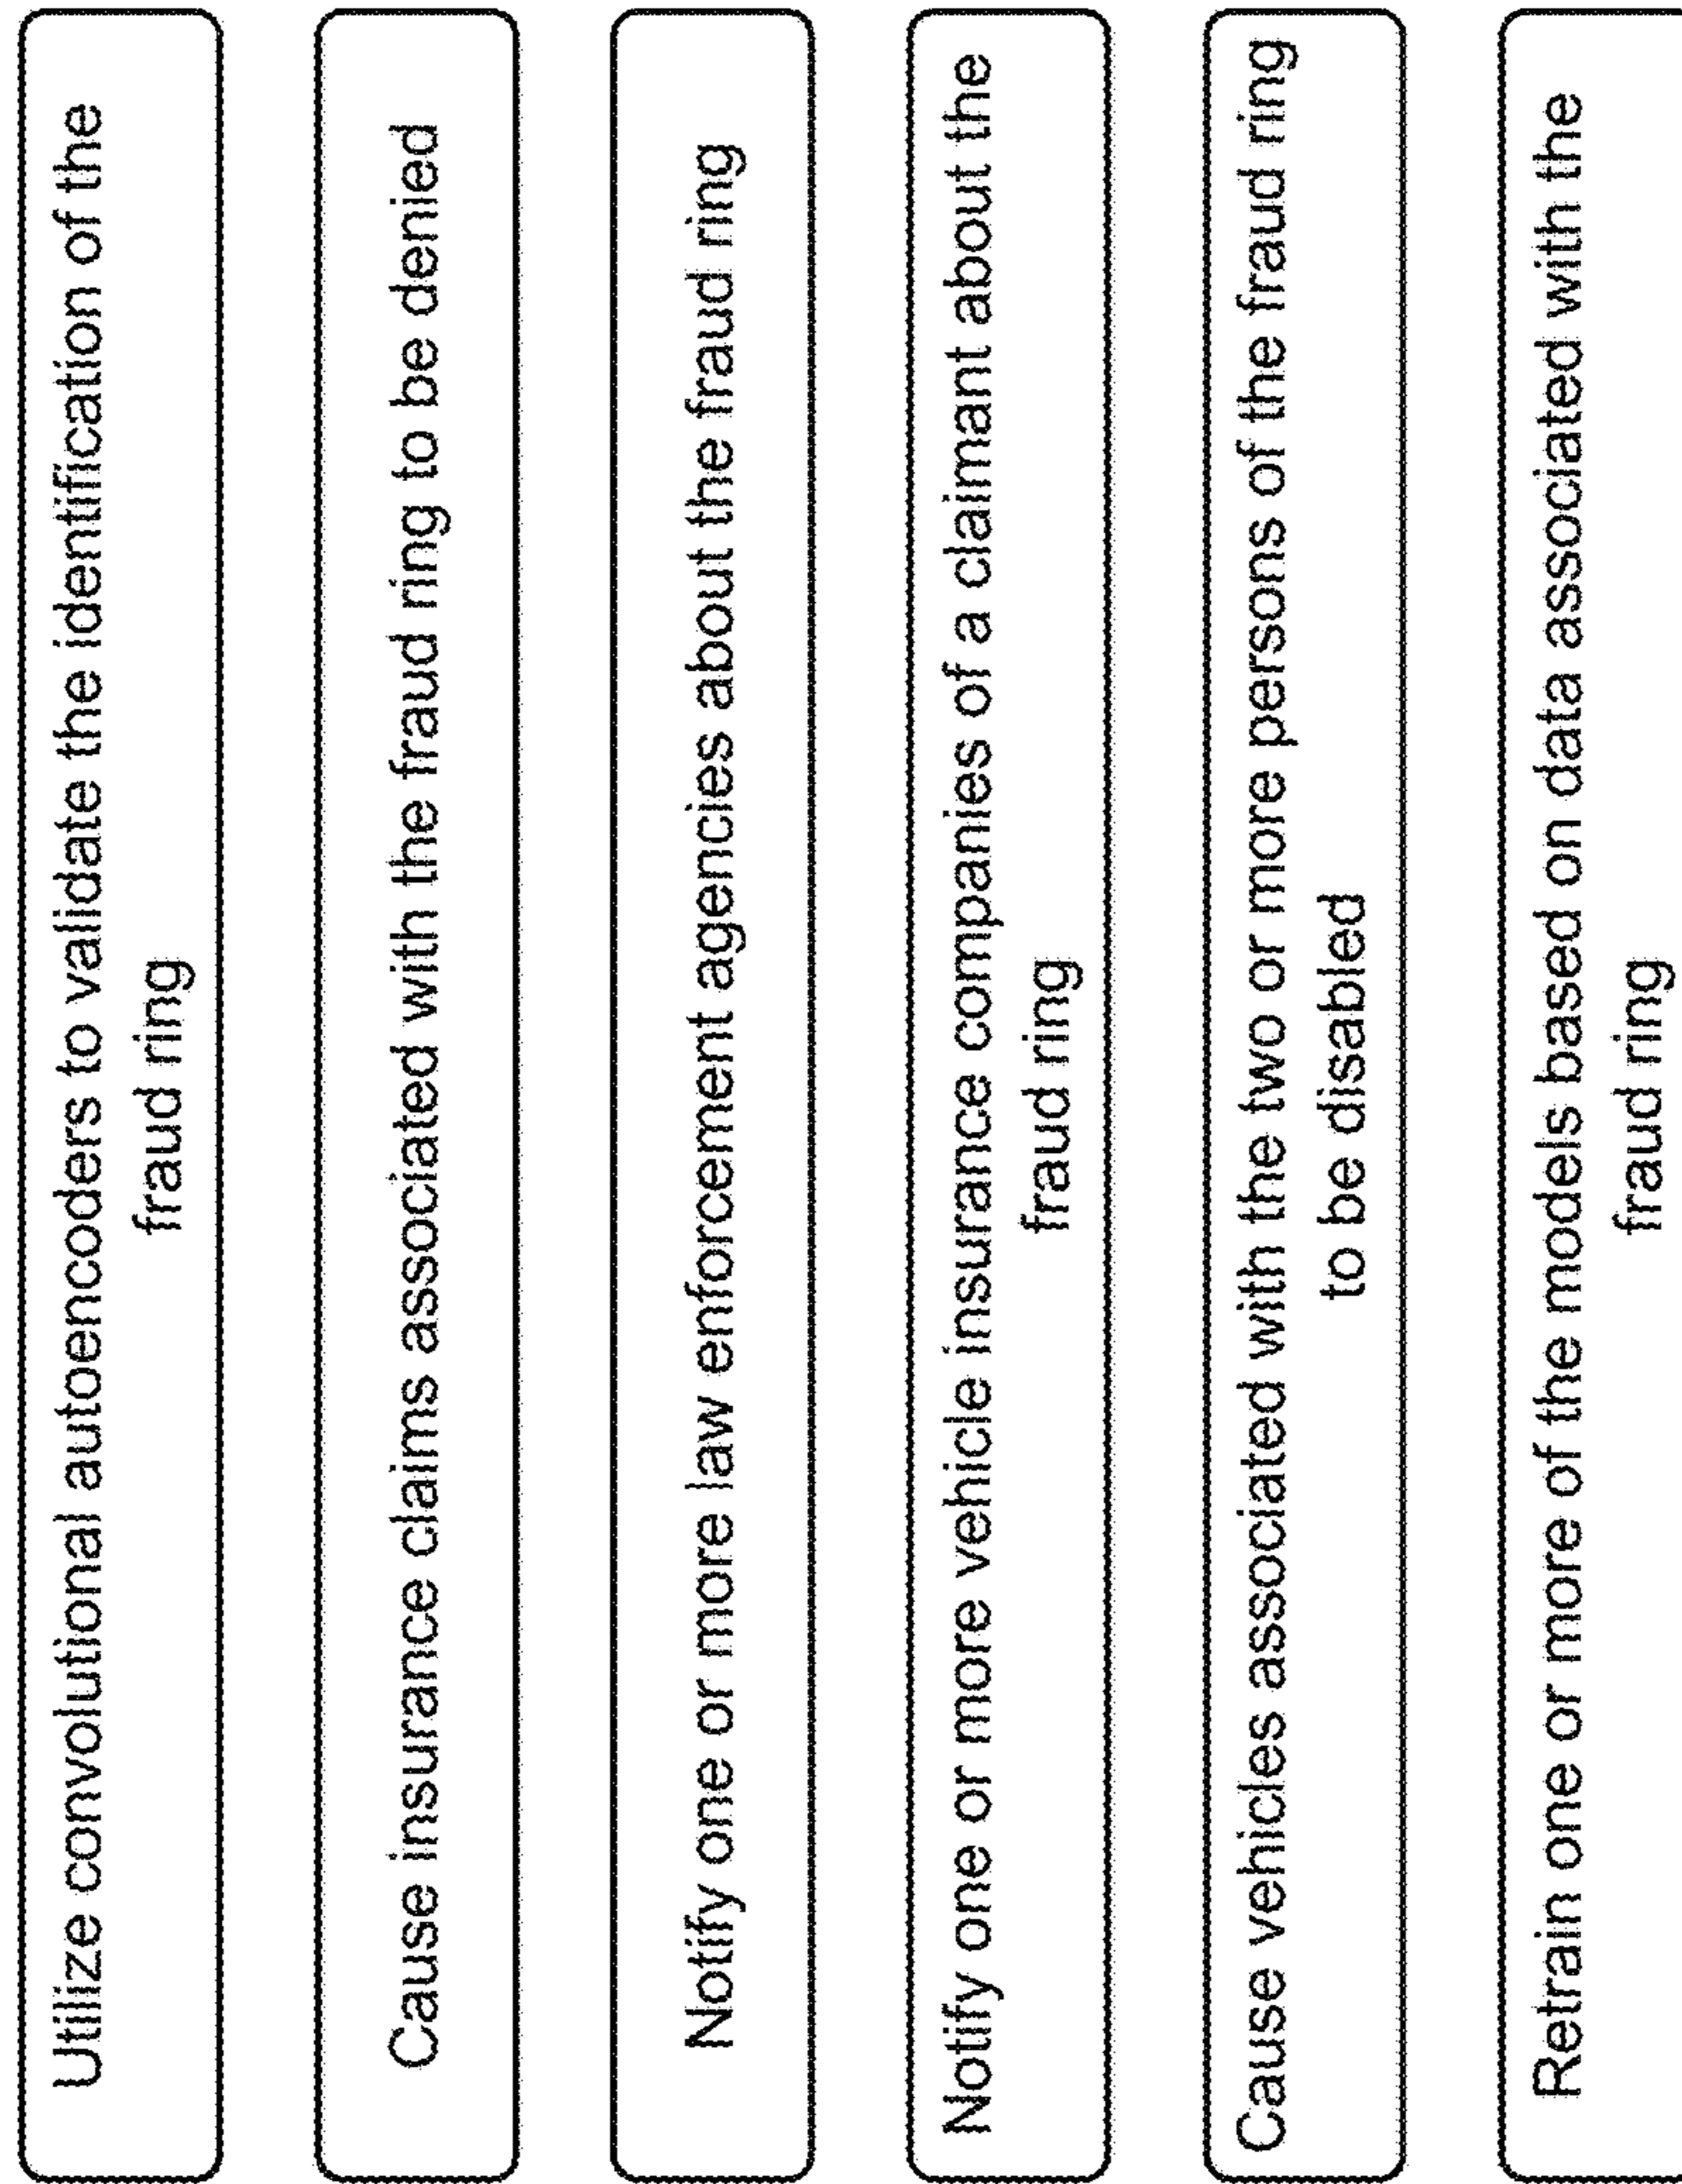 Utilize convolutional autoencoders to validate the identification of the
fraud ring
Cause insurance claims associated with the fraud ring to be denied
Notify one or more law enforcement agencies about the fraud ring
Notify one or more vehicle insurance companies of a claimant about the
fraud ring
Cause vehicles associated with the two or more persons of the fraud ring
to be disabled
Retrain one or more of the models based on data associated with the
fraud ring